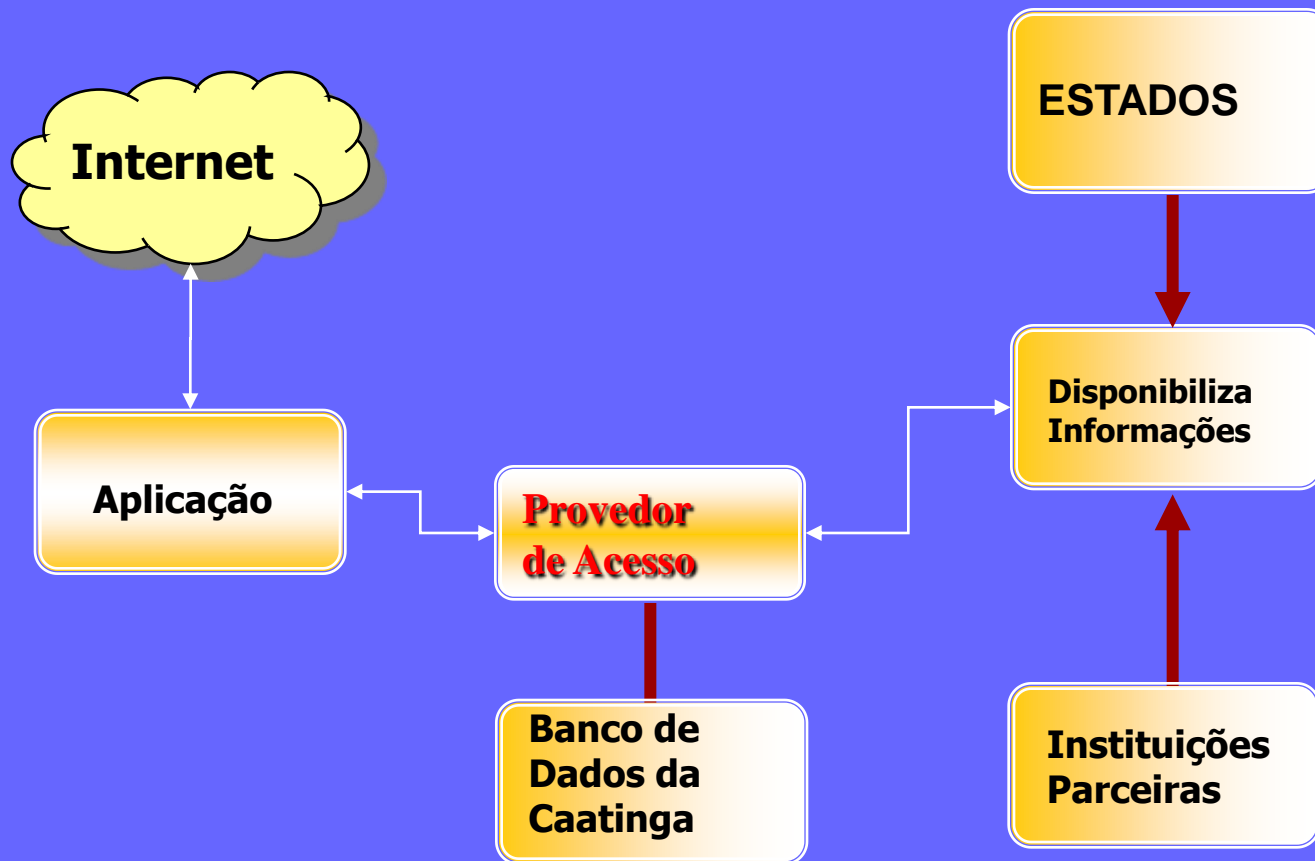 ESTADOS
Internet
Disponibiliza
Informações
Aplicação
Provedor
de Acesso
Banco de
Dados da
Caatinga
Instituições
Parceiras